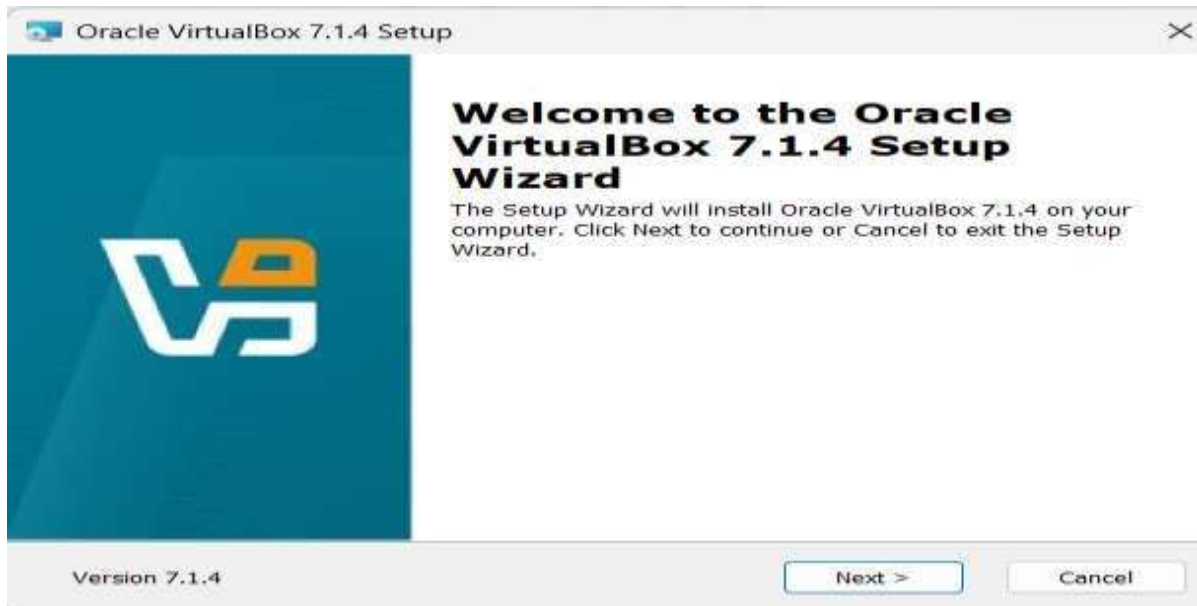 Oracle VirtualBox 7.1.4 Setup
Welcome to the Oracle
VirtualBox 7.1.4 Setup
Wizard
The Setup Wizard will install Oracle VirtualBox 7.1.4 on your
computer. Click Next to continue or Cancel to exit the Setup
Wizard.
Version 7.1.4
Next >
Cancel